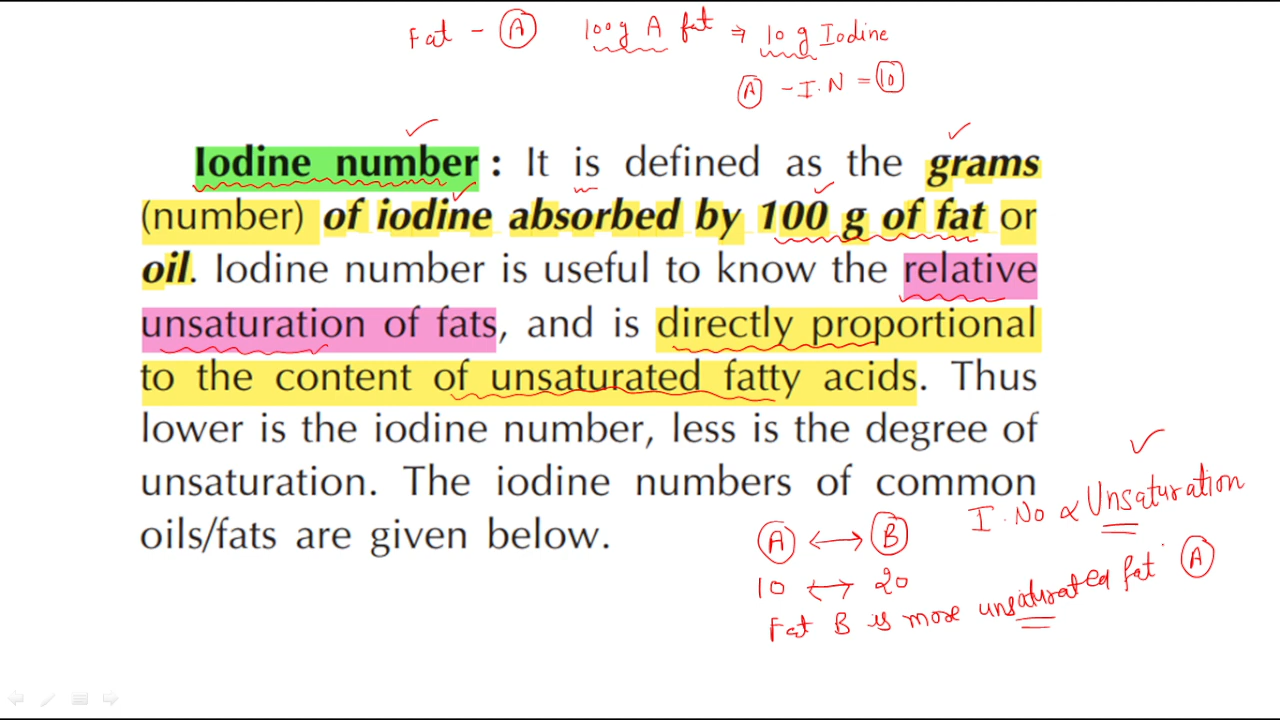 Fat - A 100g A fat ⇒ 10 g Iodine
A - I.N = 10
Iodine number : It is defined as the grams
(number) of iodine absorbed by 100 g of fat or
oil. Iodine number is useful to know the relative
unsaturation of fats, and is directly proportional
to the content of unsaturated fatty acids. Thus
lower is the iodine number, less is the degree of
unsaturation. The iodine numbers of common
oils/fats are given below.
I.No ∝ Unsaturation
A ↔ B
10 ↔ 20
Fat B is more unsaturated fat A